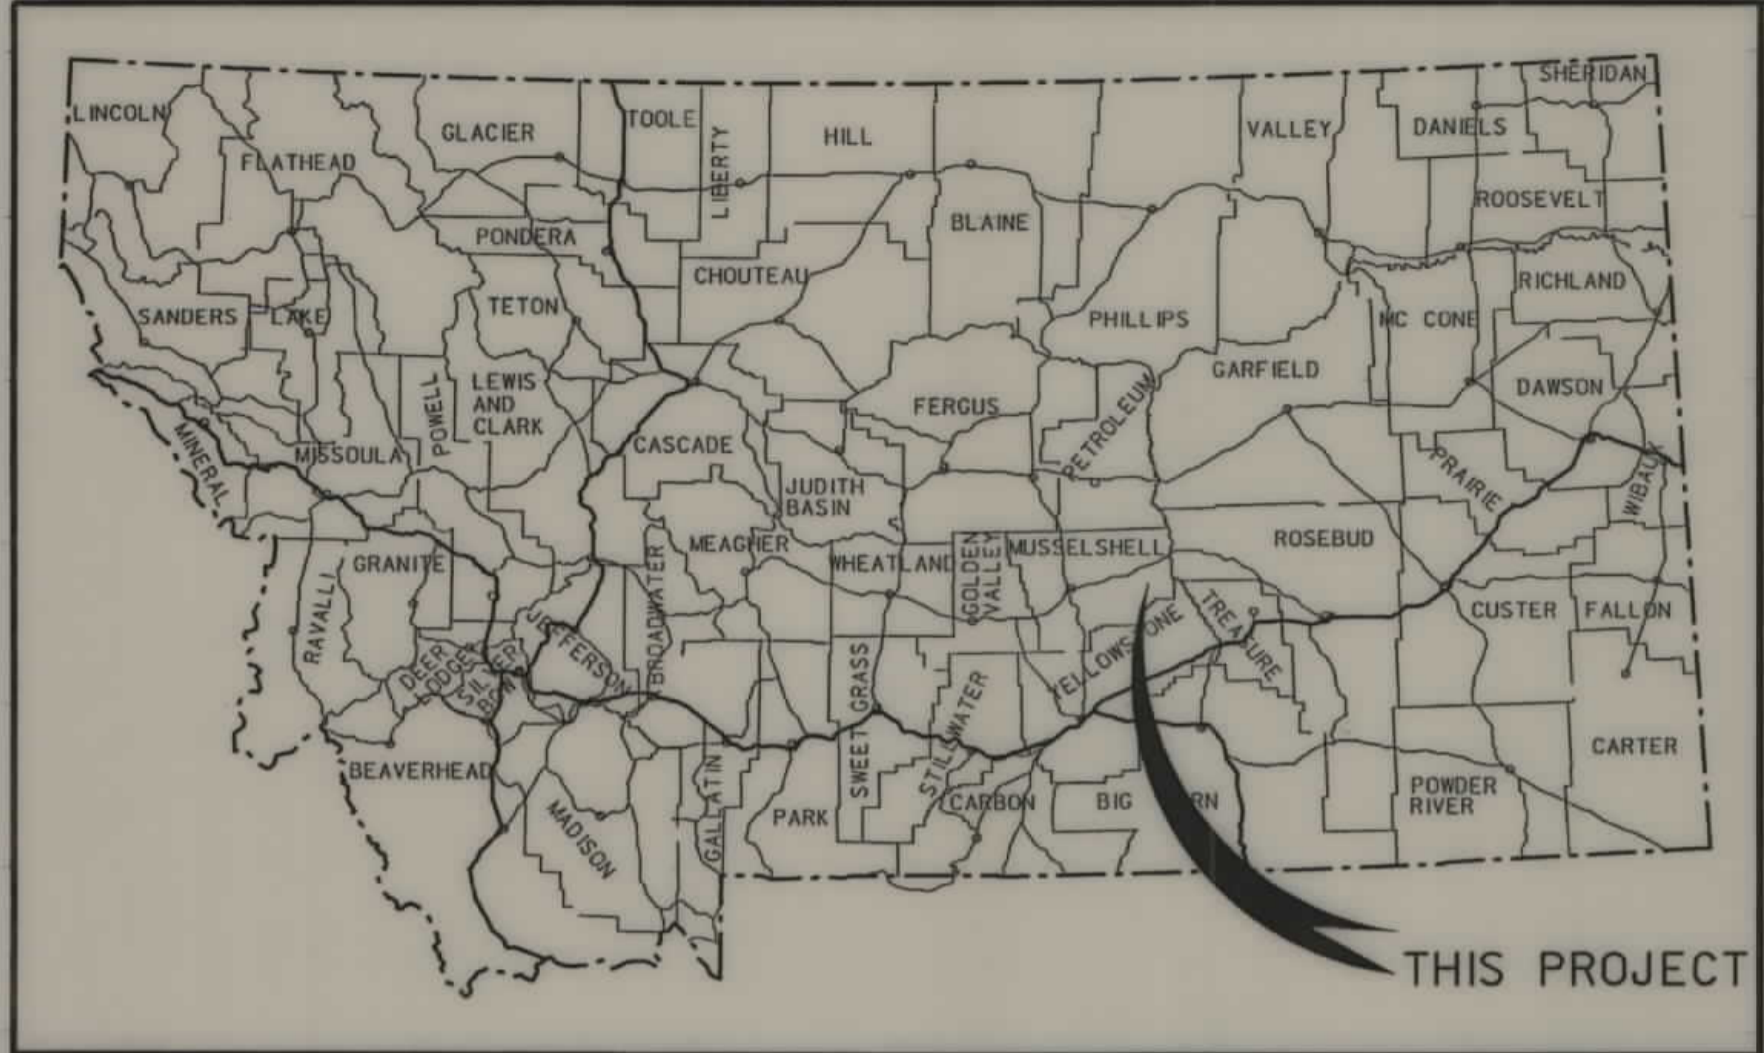 SHERIDAN
LINCOLN
TOOLE
VALLEY
DANIELS
GLACIER
HILL
FLATHEAD
LIBERTY
ROOSEVELT
BLAINE
PONDERA
CHOUTEAU
RICHLAND
TETON
SANDERS
LAKE
PHILLIPS
MC CONE
GARFIELD
DAWSON
LEWIS
AND
CLARK
POWELL
FERGUS
PETROLEUM
CASCADE
MINERAL
MISSOULA
PRAIRIE
WIBAUX
JUDITH
BASIN
MEAGHER
WHEATLAND
GOLDEN
VALLEY
MUSSELSHELL
ROSEBUD
GRANITE
RAVALLI
JEFFERSON
BROADWATER
YELLOWSTONE
TREASURE
CUSTER
FALLON
DEER
LODGE
SILVER
BOW
SWEET GRASS
STILLWATER
CARTER
BEAVERHEAD
MADISON
GALLATIN
PARK
CARBON
BIG
RN
POWDER
RIVER
THIS PROJECT